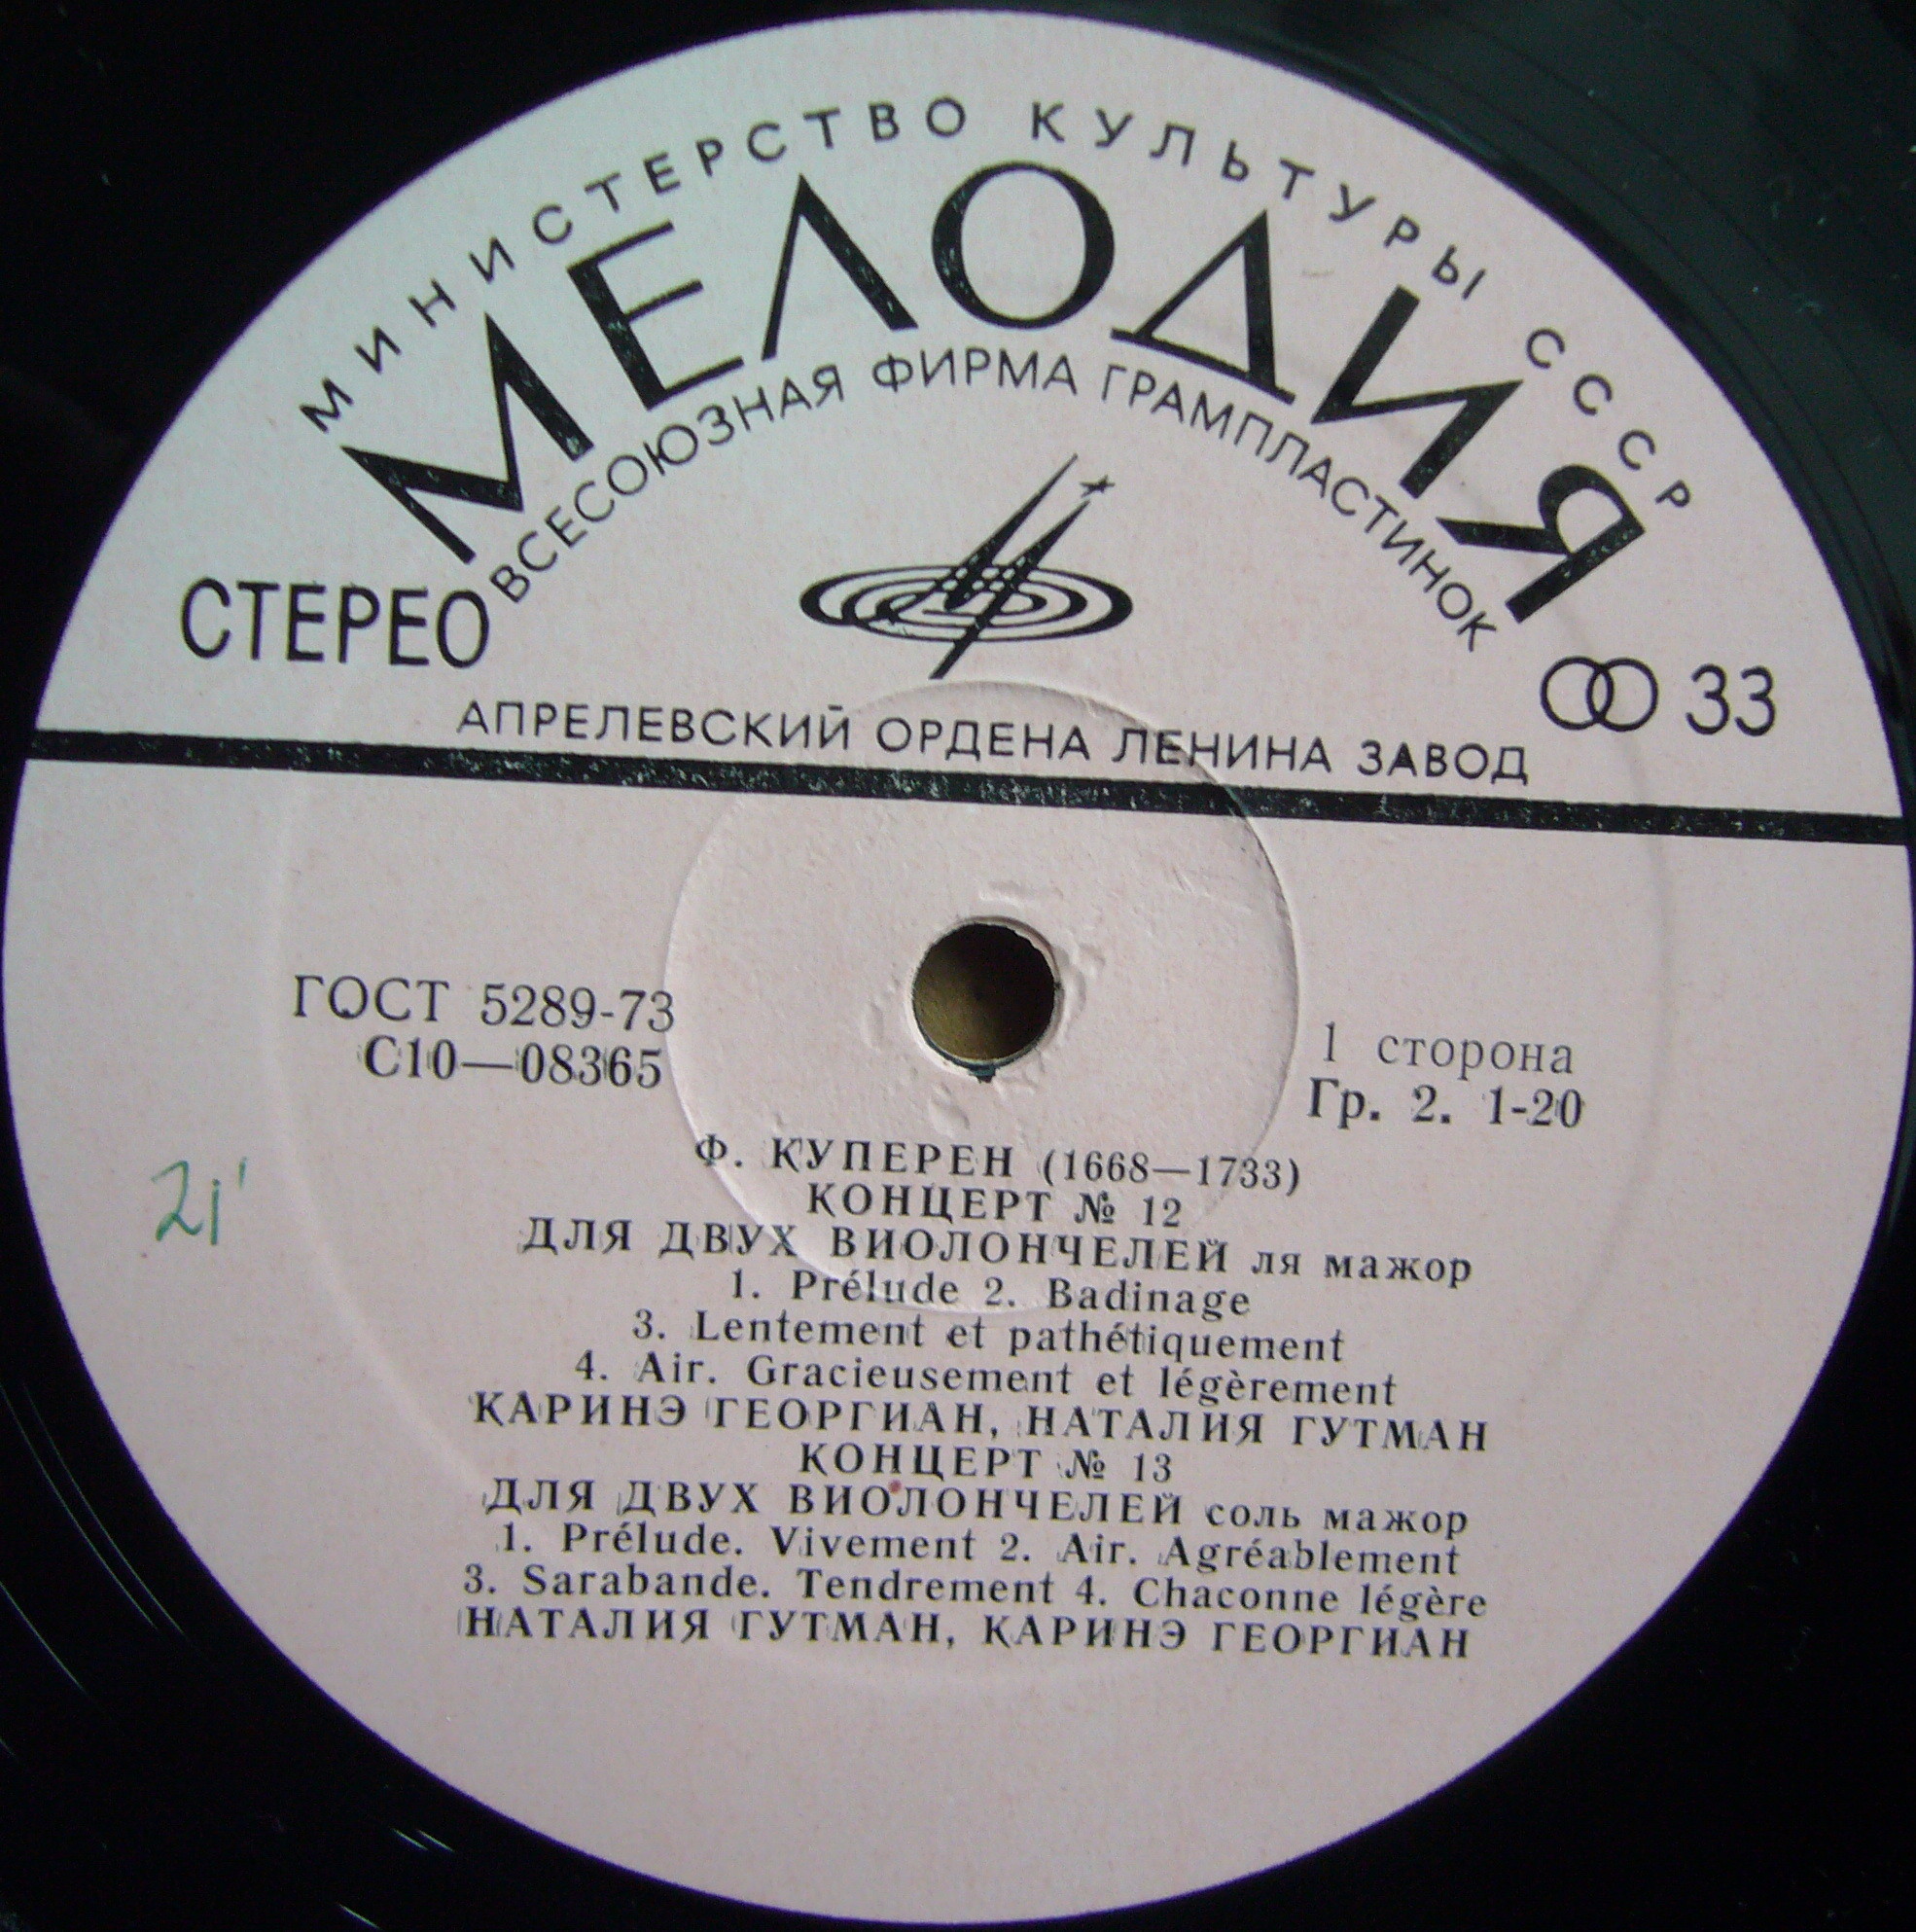 МИНИСТЕРСТВО КУЛЬТУРЫ СССР
МЕЛОДИЯ
ВСЕСОЮЗНАЯ ФИРМА ГРАМПЛАСТИНОК
СТЕРЕО
33
АПРЕЛЕВСКИЙ ОРДЕНА ЛЕНИНА ЗАВОД
ГОСТ 5289-73
С10—08365
1 сторона
Гр. 2. 1-20
21'
Ф. КУПЕРЕН (1668—1733)
КОНЦЕРТ № 12
ДЛЯ ДВУХ ВИОЛОНЧЕЛЕЙ ля мажор
1. Prélude 2. Badinage
3. Lentement et pathétiquement
4. Air. Gracieusement et légèrement
КАРИНЭ ГЕОРГИАН, НАТАЛИЯ ГУТМАН
КОНЦЕРТ № 13
ДЛЯ ДВУХ ВИОЛОНЧЕЛЕЙ соль мажор
1. Prélude. Vivement 2. Air. Agréablement
3. Sarabande. Tendrement 4. Chaconne légère
НАТАЛИЯ ГУТМАН, КАРИНЭ ГЕОРГИАН